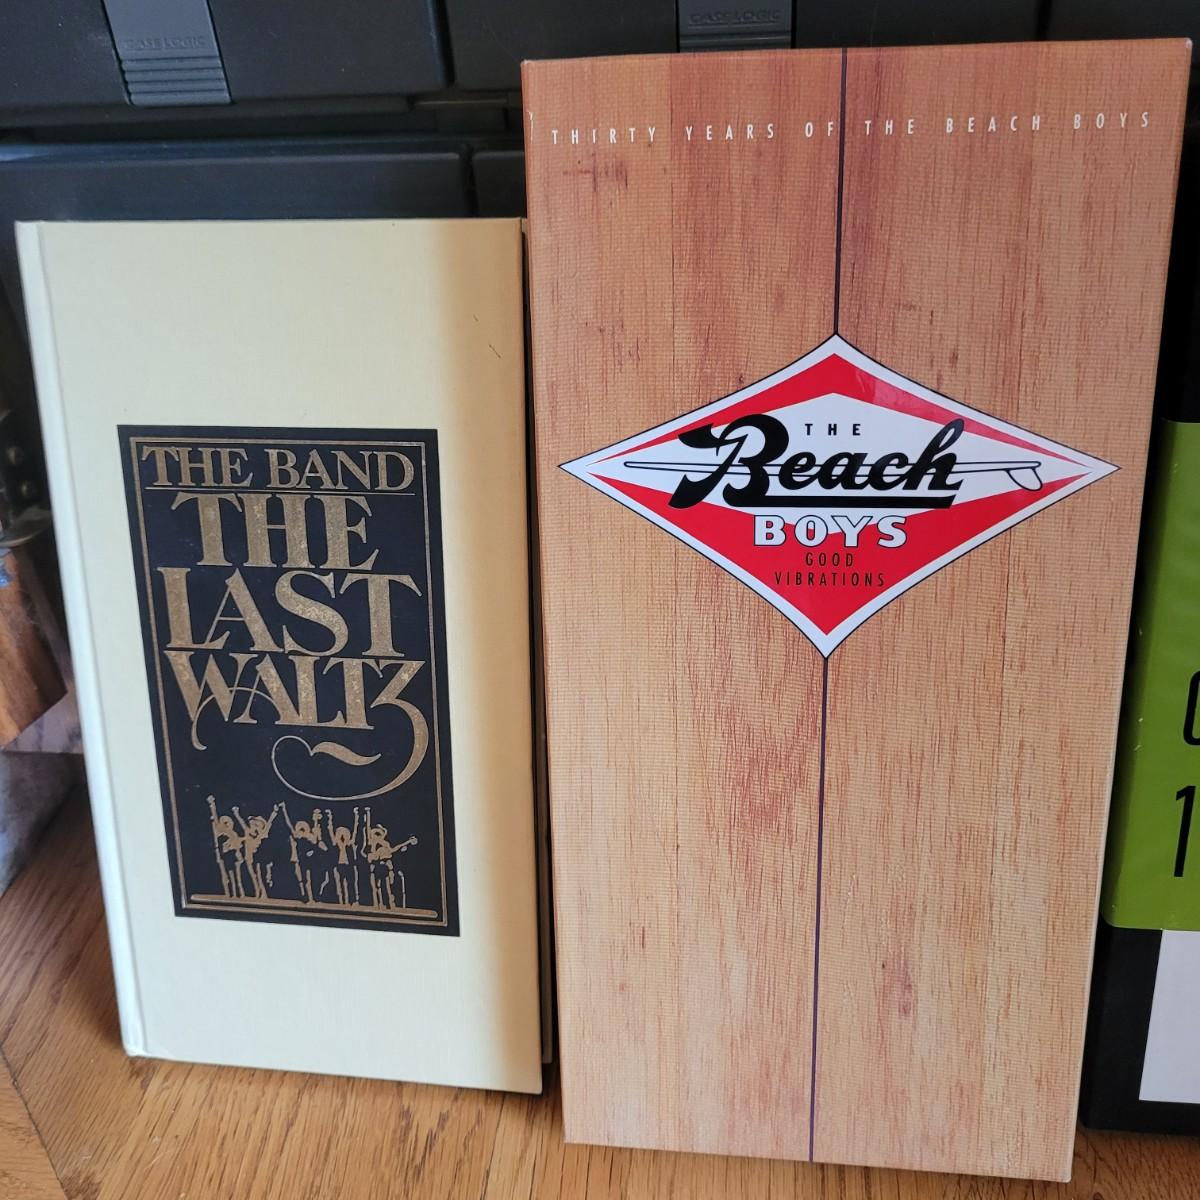 CASE LOGIC
CASE LOGIC
THE BAND
THE
LAST
WALTZ
THIRTY YEARS OF THE BEACH BOYS
THE
Beach
BOYS
GOOD
VIBRATIONS
1